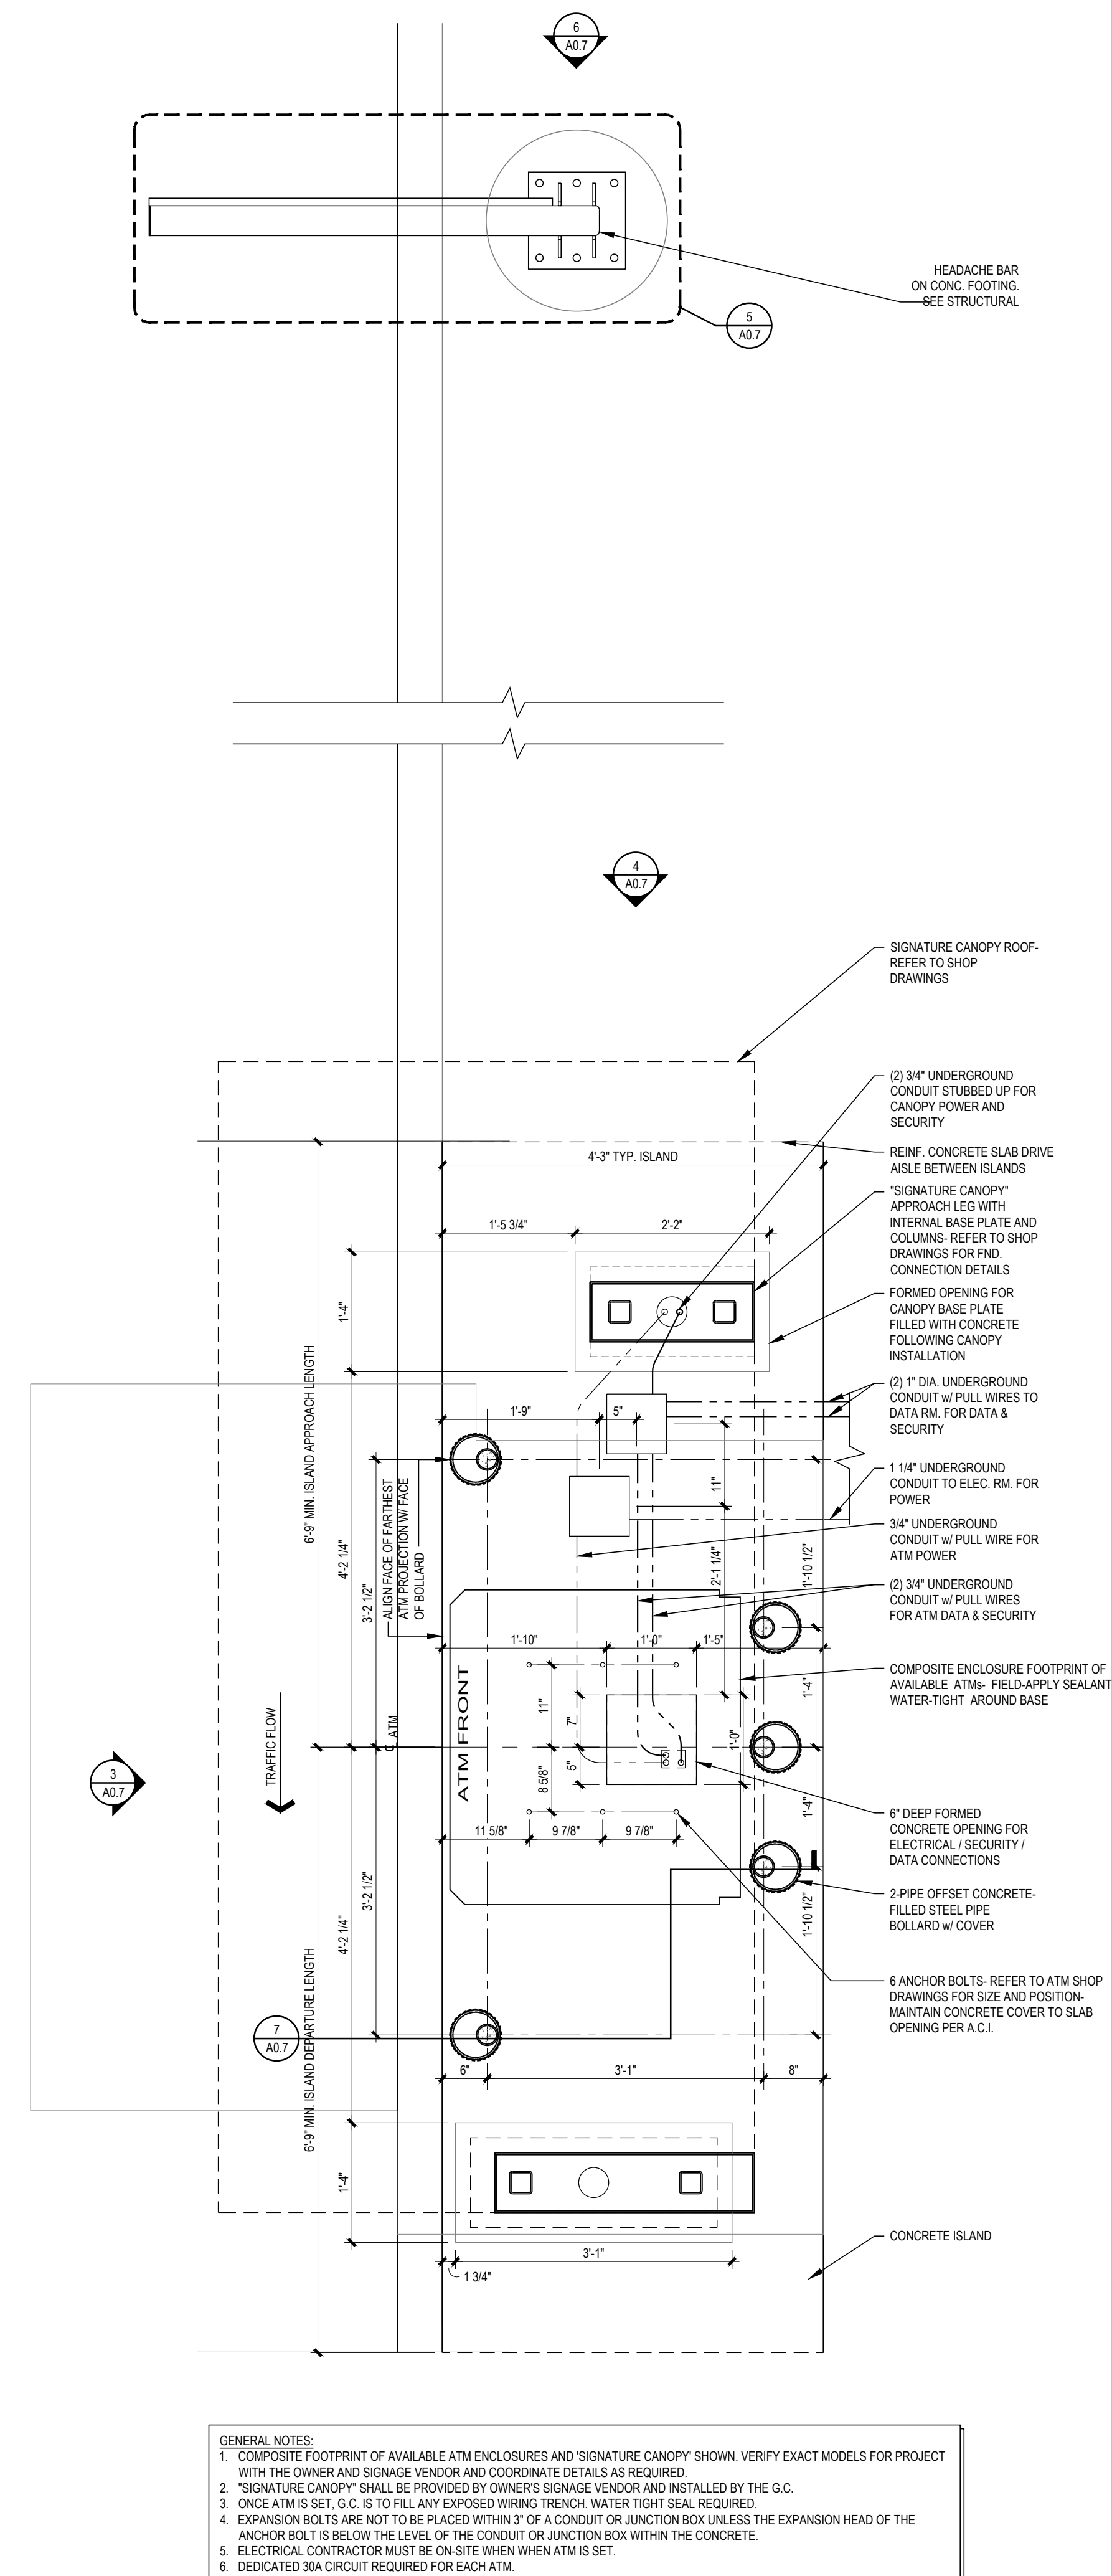 6
A0.7
HEADACHE BAR
ON CONC. FOOTING.
SEE STRUCTURAL
5
A0.7
4
A0.7
SIGNATURE CANOPY ROOF-
REFER TO SHOP
DRAWINGS
(2) 3/4" UNDERGROUND
CONDUIT STUBBED UP FOR
CANOPY POWER AND
SECURITY
REINF. CONCRETE SLAB DRIVE
AISLE BETWEEN ISLANDS
4'-3" TYP. ISLAND
"SIGNATURE CANOPY"
APPROACH LEG WITH
INTERNAL BASE PLATE AND
COLUMNS- REFER TO SHOP
DRAWINGS FOR FND.
CONNECTION DETAILS
1'-5 3/4"
2'-2"
1'-4"
FORMED OPENING FOR
CANOPY BASE PLATE
FILLED WITH CONCRETE
FOLLOWING CANOPY
INSTALLATION
(2) 1" DIA. UNDERGROUND
CONDUIT w/ PULL WIRES TO
DATA RM. FOR DATA &
SECURITY
1'-9"
5"
6'-9" MIN. ISLAND APPROACH LENGTH
11"
1 1/4" UNDERGROUND
CONDUIT TO ELEC. RM. FOR
POWER
3/4" UNDERGROUND
CONDUIT w/ PULL WIRE FOR
ATM POWER
4'-2 1/4"
3'-2 1/2"
ALIGN FACE OF FARTHEST
ATM PROJECTION W/ FACE
OF BOLLARD
2'-1 1/4"
1'-10 1/2"
(2) 3/4" UNDERGROUND
CONDUIT w/ PULL WIRES
FOR ATM DATA & SECURITY
1'-10"
1'-0"
1'-5"
COMPOSITE ENCLOSURE FOOTPRINT OF
AVAILABLE ATMs- FIELD-APPLY SEALANT
WATER-TIGHT AROUND BASE
1'-4"
11"
7"
1'-0"
TRAFFIC FLOW
ATM
ATM FRONT
3
A0.7
5"
8 5/8"
1'-4"
6" DEEP FORMED
CONCRETE OPENING FOR
ELECTRICAL / SECURITY /
DATA CONNECTIONS
11 5/8"
9 7/8"
9 7/8"
2-PIPE OFFSET CONCRETE-
FILLED STEEL PIPE
BOLLARD w/ COVER
3'-2 1/2"
4'-2 1/4"
1'-10 1/2"
6 ANCHOR BOLTS- REFER TO ATM SHOP
DRAWINGS FOR SIZE AND POSITION-
MAINTAIN CONCRETE COVER TO SLAB
OPENING PER A.C.I.
7
A0.7
6'-9" MIN. ISLAND DEPARTURE LENGTH
6"
3'-1"
8"
1'-4"
3'-1"
1 3/4"
CONCRETE ISLAND
GENERAL NOTES:
1. COMPOSITE FOOTPRINT OF AVAILABLE ATM ENCLOSURES AND 'SIGNATURE CANOPY' SHOWN. VERIFY EXACT MODELS FOR PROJECT
WITH THE OWNER AND SIGNAGE VENDOR AND COORDINATE DETAILS AS REQUIRED.
2. "SIGNATURE CANOPY" SHALL BE PROVIDED BY OWNER'S SIGNAGE VENDOR AND INSTALLED BY THE G.C.
3. ONCE ATM IS SET, G.C. IS TO FILL ANY EXPOSED WIRING TRENCH. WATER TIGHT SEAL REQUIRED.
4. EXPANSION BOLTS ARE NOT TO BE PLACED WITHIN 3" OF A CONDUIT OR JUNCTION BOX UNLESS THE EXPANSION HEAD OF THE
ANCHOR BOLT IS BELOW THE LEVEL OF THE CONDUIT OR JUNCTION BOX WITHIN THE CONCRETE.
5. ELECTRICAL CONTRACTOR MUST BE ON-SITE WHEN WHEN ATM IS SET.
6. DEDICATED 30A CIRCUIT REQUIRED FOR EACH ATM.